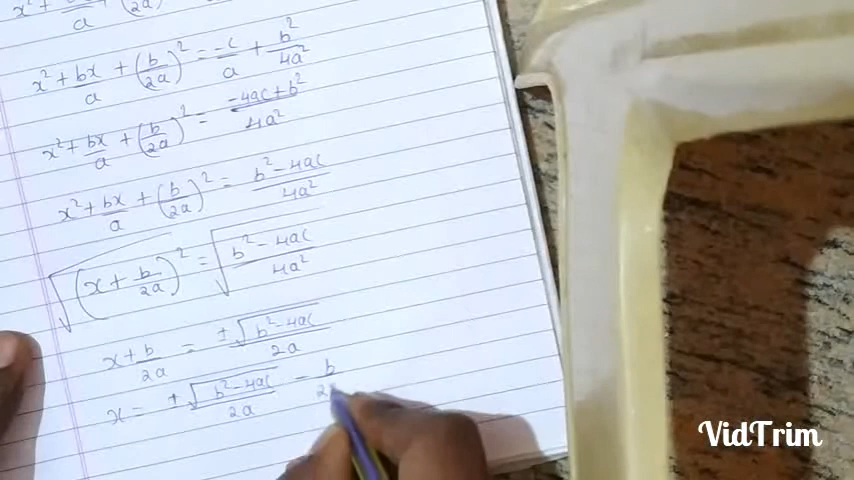 x² + bx/a + (b/2a)² = -c/a + b²/4a²
x² + bx/a + (b/2a)² = -4ac + b²/4a²
x² + bx/a + (b/2a)² = b² - 4ac/4a²
√(x + b/2a)² = √b² - 4ac/4a²
x + b/2a = ±√b² - 4ac/2a
x = ±√b² - 4ac/2a - b/2
VidTrim